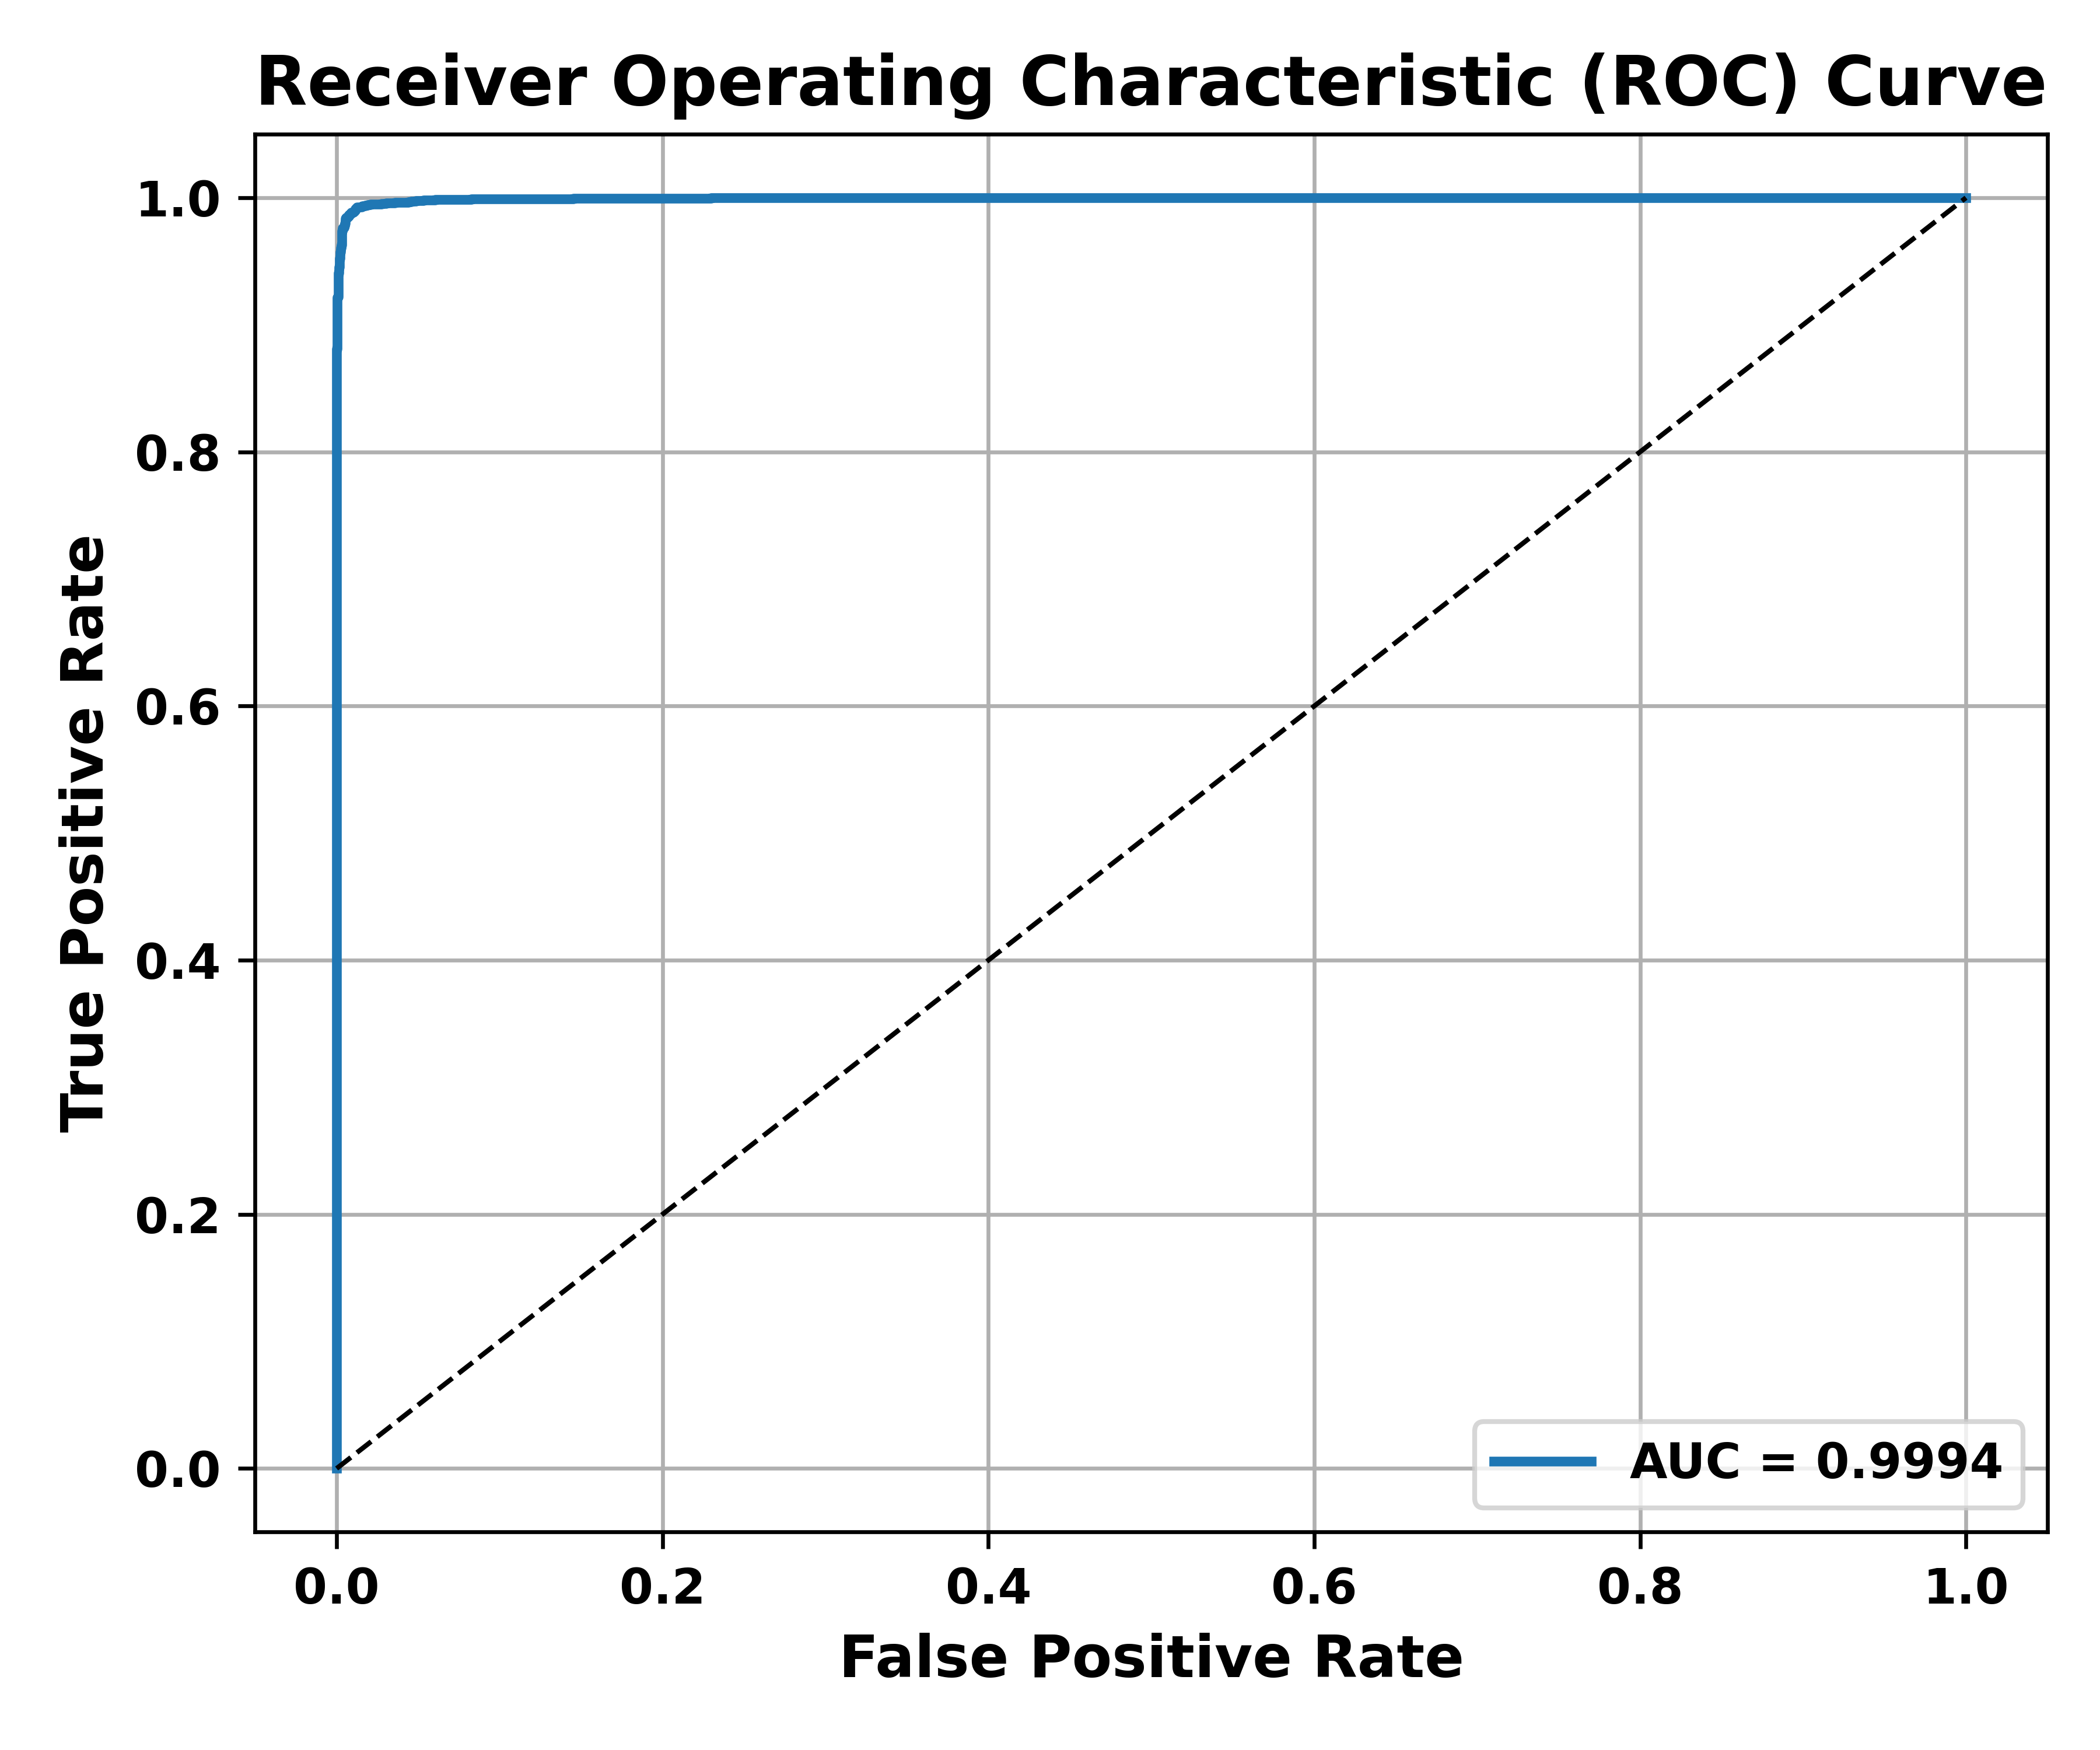 Receiver Operating Characteristic (ROC) Curve
True Positive Rate
1.0
0.8
0.6
0.4
0.2
0.0
AUC = 0.9994
0.0 0.2 0.4 0.6 0.8 1.0
False Positive Rate